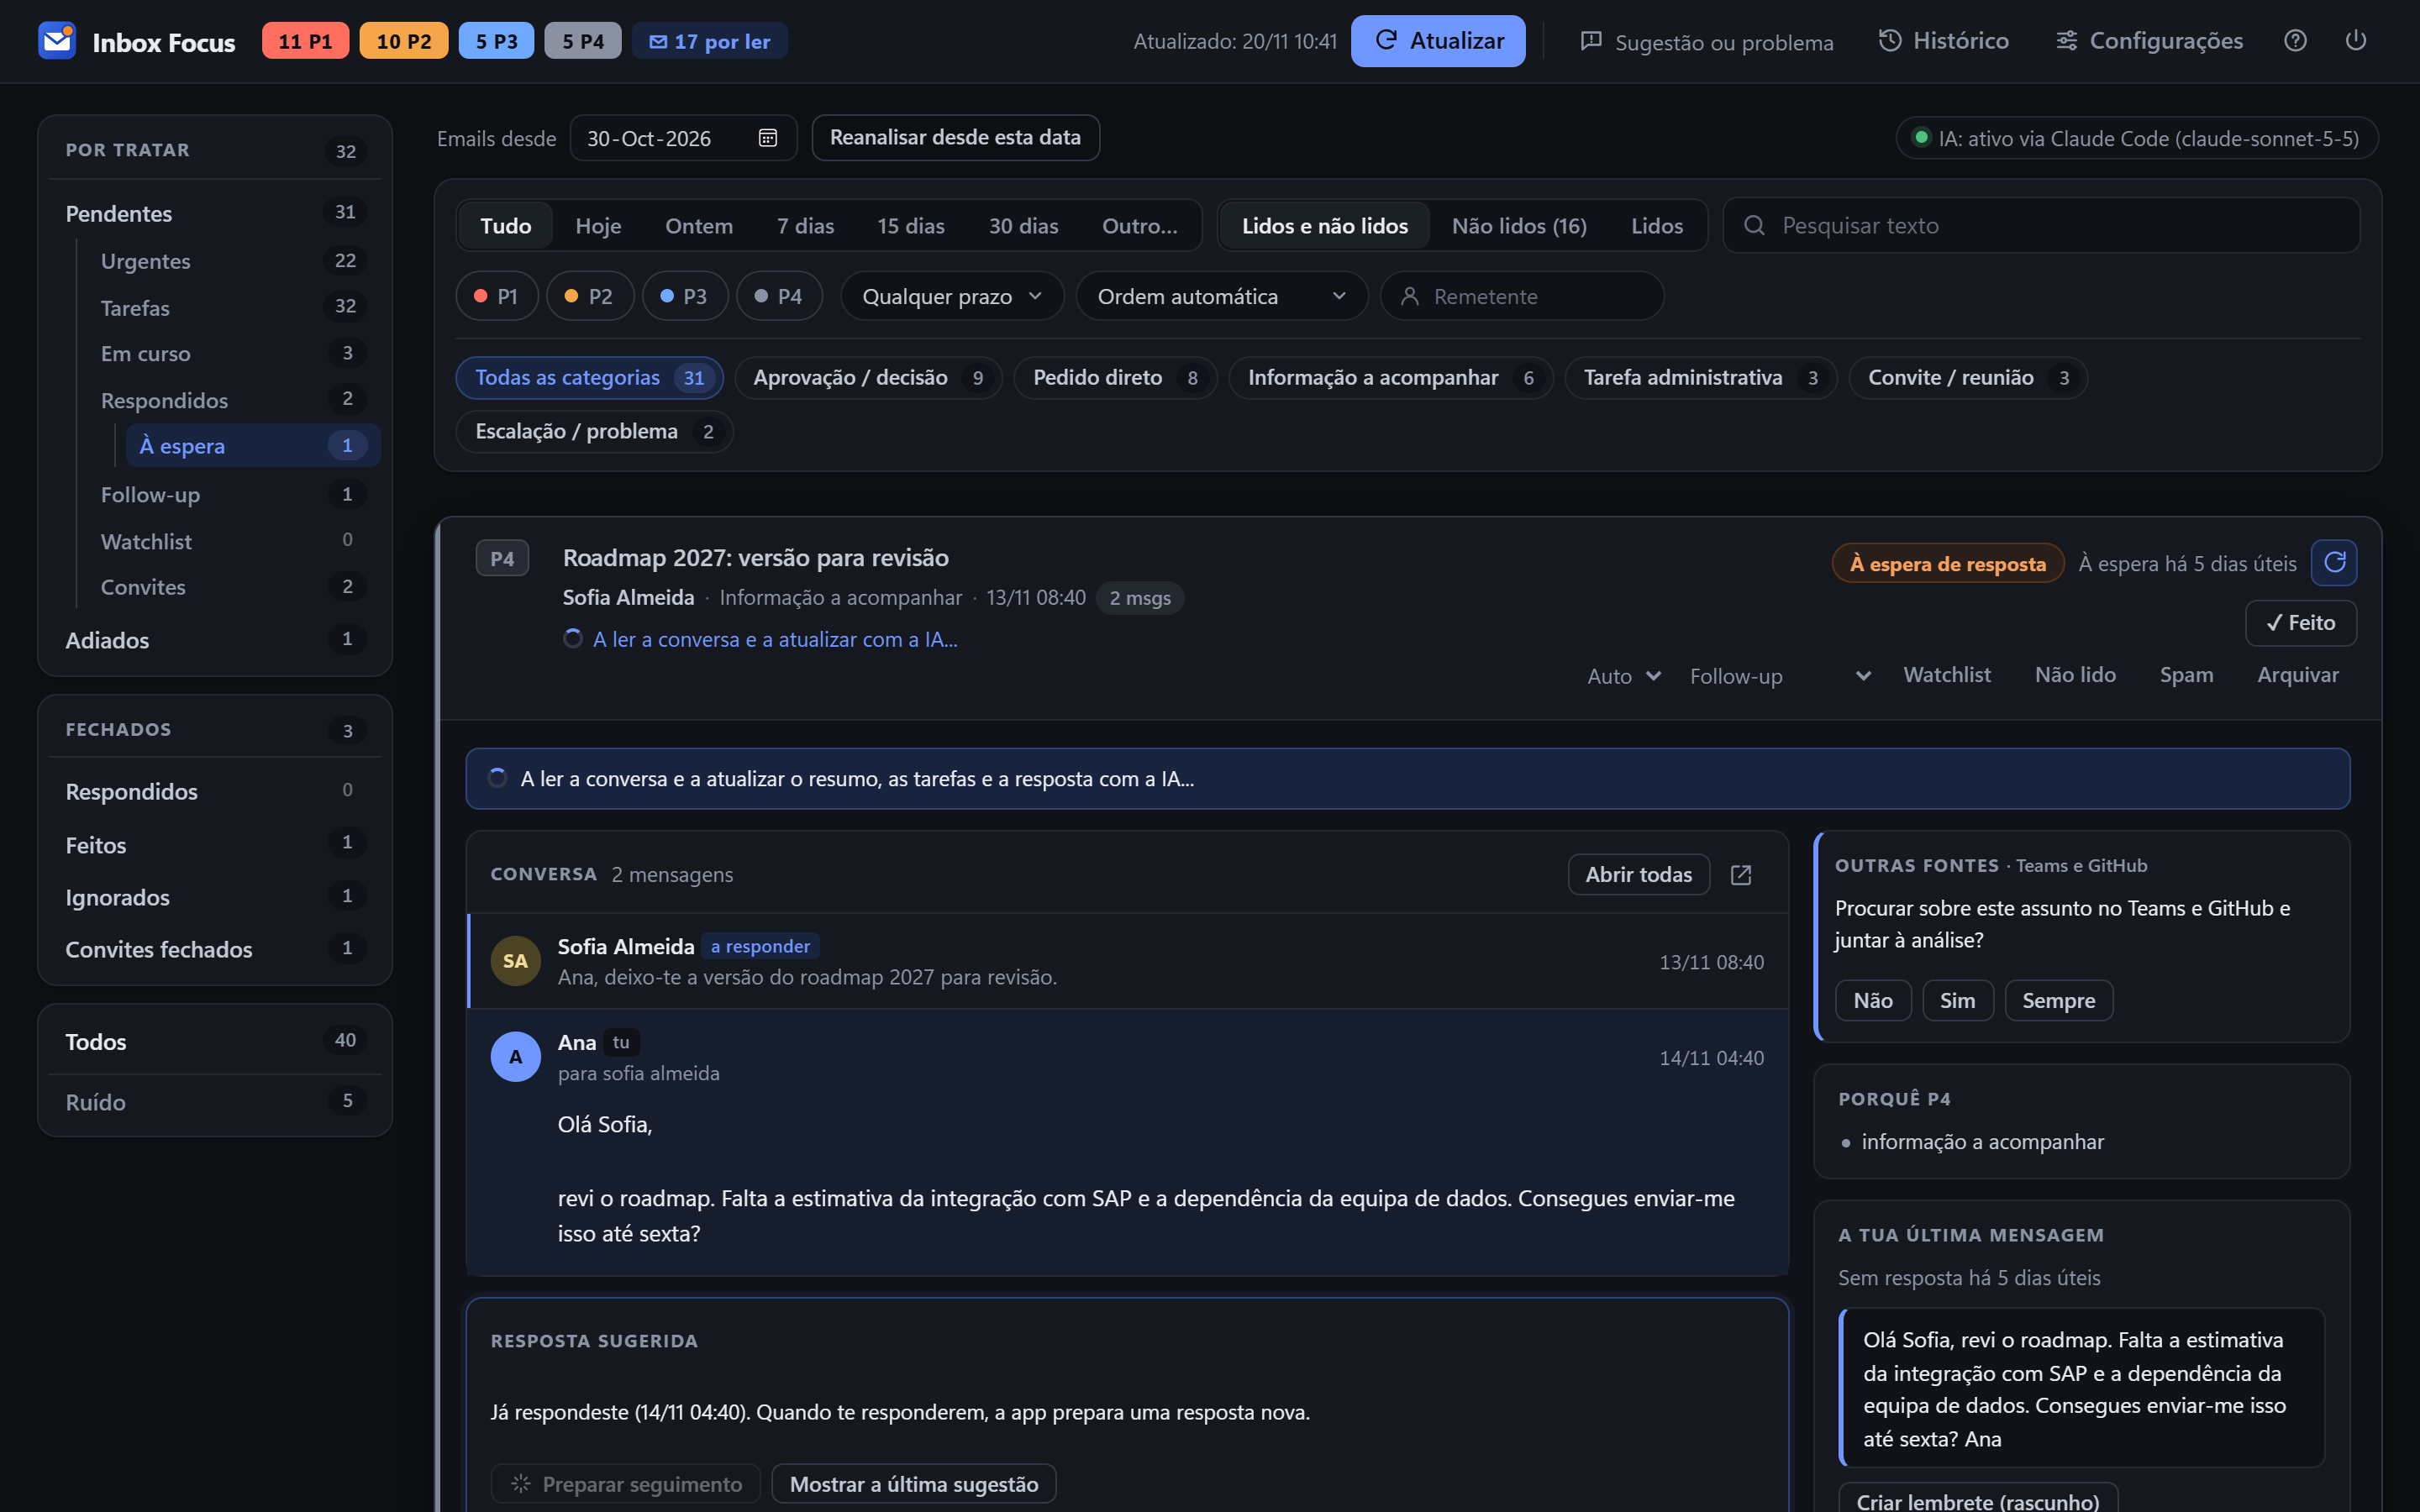 Inbox Focus
11 P1
10 P2
5 P3
5 P4
17 por ler
Atualizado: 20/11 10:41
Atualizar
Sugestão ou problema
Histórico
Configurações
POR TRATAR 32
Pendentes 31
Urgentes 22
Tarefas 32
Em curso 3
Respondidos 2
À espera 1
Follow-up 1
Watchlist 0
Convites 2
Adiados 1
FECHADOS 3
Respondidos 0
Feitos 1
Ignorados 1
Convites fechados 1
Todos 40
Ruído 5
Emails desde
30-Oct-2026
Reanalisar desde esta data
IA: ativo via Claude Code (claude-sonnet-5-5)
Tudo
Hoje
Ontem
7 dias
15 dias
30 dias
Outro...
Lidos e não lidos
Não lidos (16)
Lidos
Pesquisar texto
P1
P2
P3
P4
Qualquer prazo
Ordem automática
Remetente
Todas as categorias 31
Aprovação / decisão 9
Pedido direto 8
Informação a acompanhar 6
Tarefa administrativa 3
Convite / reunião 3
Escalação / problema 2
P4
Roadmap 2027: versão para revisão
Sofia Almeida · Informação a acompanhar · 13/11 08:40 2 msgs
A ler a conversa e a atualizar com a IA...
À espera de resposta
À espera há 5 dias úteis
✓ Feito
Auto
Follow-up
Watchlist
Não lido
Spam
Arquivar
A ler a conversa e a atualizar o resumo, as tarefas e a resposta com a IA...
CONVERSA 2 mensagens
Abrir todas
SA
Sofia Almeida a responder
Ana, deixo-te a versão do roadmap 2027 para revisão.
13/11 08:40
A
Ana tu
para sofia almeida
14/11 04:40
Olá Sofia,
revi o roadmap. Falta a estimativa da integração com SAP e a dependência da equipa de dados. Consegues enviar-me
isso até sexta?
RESPOSTA SUGERIDA
Já respondeste (14/11 04:40). Quando te responderem, a app prepara uma resposta nova.
Preparar seguimento
Mostrar a última sugestão
OUTRAS FONTES · Teams e GitHub
Procurar sobre este assunto no Teams e GitHub e
juntar à análise?
Não
Sim
Sempre
PORQUÊ P4
informação a acompanhar
A TUA ÚLTIMA MENSAGEM
Sem resposta há 5 dias úteis
Olá Sofia, revi o roadmap. Falta a estimativa
da integração com SAP e a dependência da
equipa de dados. Consegues enviar-me isso
até sexta? Ana
Criar lembrete (rascunho)